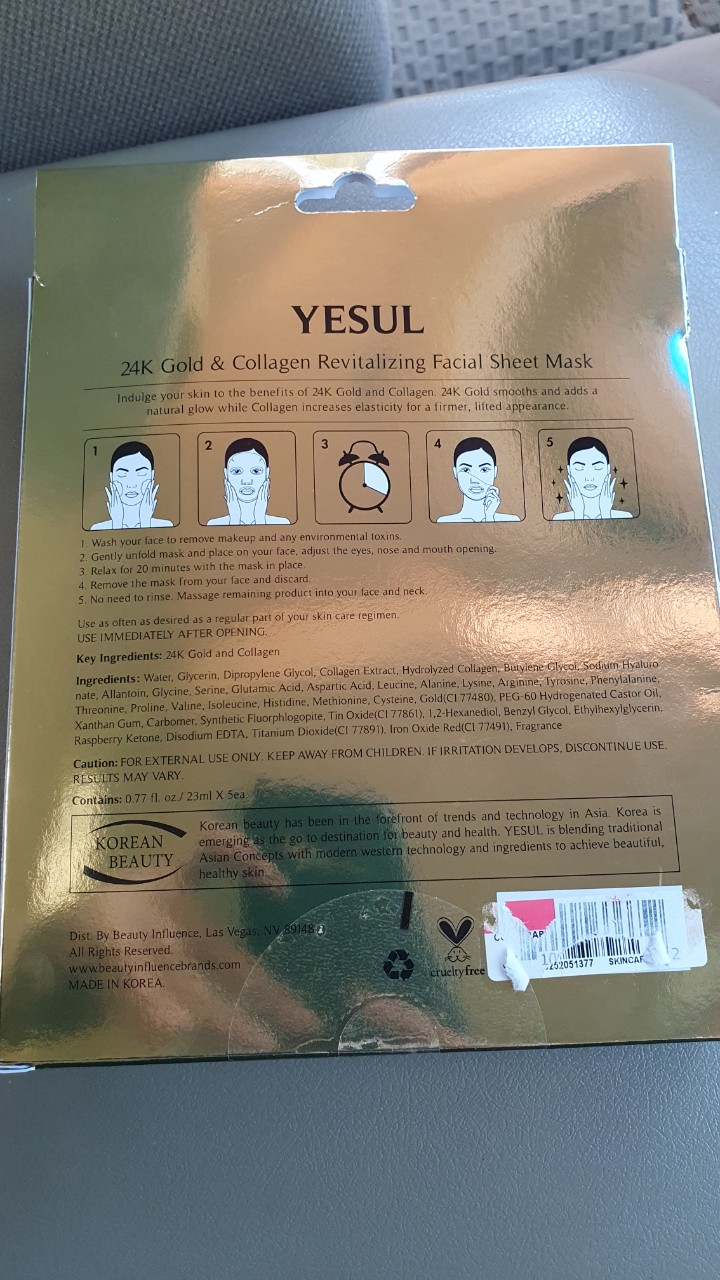 YESUL
24K Gold & Collagen Revitalizing Facial Sheet Mask
Indulge your skin to the benefits of 24K Gold and Collagen. 24K Gold smooths and adds a
natural glow while Collagen increases elasticity for a firmer, lifted appearance.
1 2 3 4 5
1. Wash your face to remove makeup and any environmental toxins.
2. Gently unfold mask and place on your face, adjust the eyes, nose and mouth opening.
3. Relax for 20 minutes with the mask in place.
4. Remove the mask from your face and discard.
5. No need to rinse. Massage remaining product into your face and neck.
Use as often as desired as a regular part of your skin care regimen.
USE IMMEDIATELY AFTER OPENING.
Key Ingredients: 24K Gold and Collagen
Ingredients: Water, Glycerin, Dipropylene Glycol, Collagen Extract, Hydrolyzed Collagen, Butylene Glycol, Sodium Hyaluro
nate, Allantoin, Glycine, Serine, Glutamic Acid, Aspartic Acid, Leucine, Alanine, Lysine, Arginine, Tyrosine, Phenylalanine,
Threonine, Proline, Valine, Isoleucine, Histidine, Methionine, Cysteine, Gold(CI 77480), PEG-60 Hydrogenated Castor Oil,
Xanthan Gum, Carbomer, Synthetic Fluorphlogopite, Tin Oxide(CI 77861), 1,2-Hexanediol, Benzyl Glycol, Ethylhexylglycerin,
Raspberry Ketone, Disodium EDTA, Titanium Dioxide(CI 77891), Iron Oxide Red(CI 77491), Fragrance
Caution: FOR EXTERNAL USE ONLY. KEEP AWAY FROM CHILDREN. IF IRRITATION DEVELOPS, DISCONTINUE USE.
RESULTS MAY VARY.
Contains: 0.77 fl. oz./ 23ml X 5ea.
KOREAN
BEAUTY
Korean beauty has been in the forefront of trends and technology in Asia. Korea is
emerging as the go to destination for beauty and health. YESUL is blending traditional
Asian Concepts with modern western technology and ingredients to achieve beautiful,
healthy skin.
Dist. By Beauty Influence, Las Vegas, NV 89148
All Rights Reserved.
www.beautyinfluencebrands.com
MADE IN KOREA.
crueltyfree